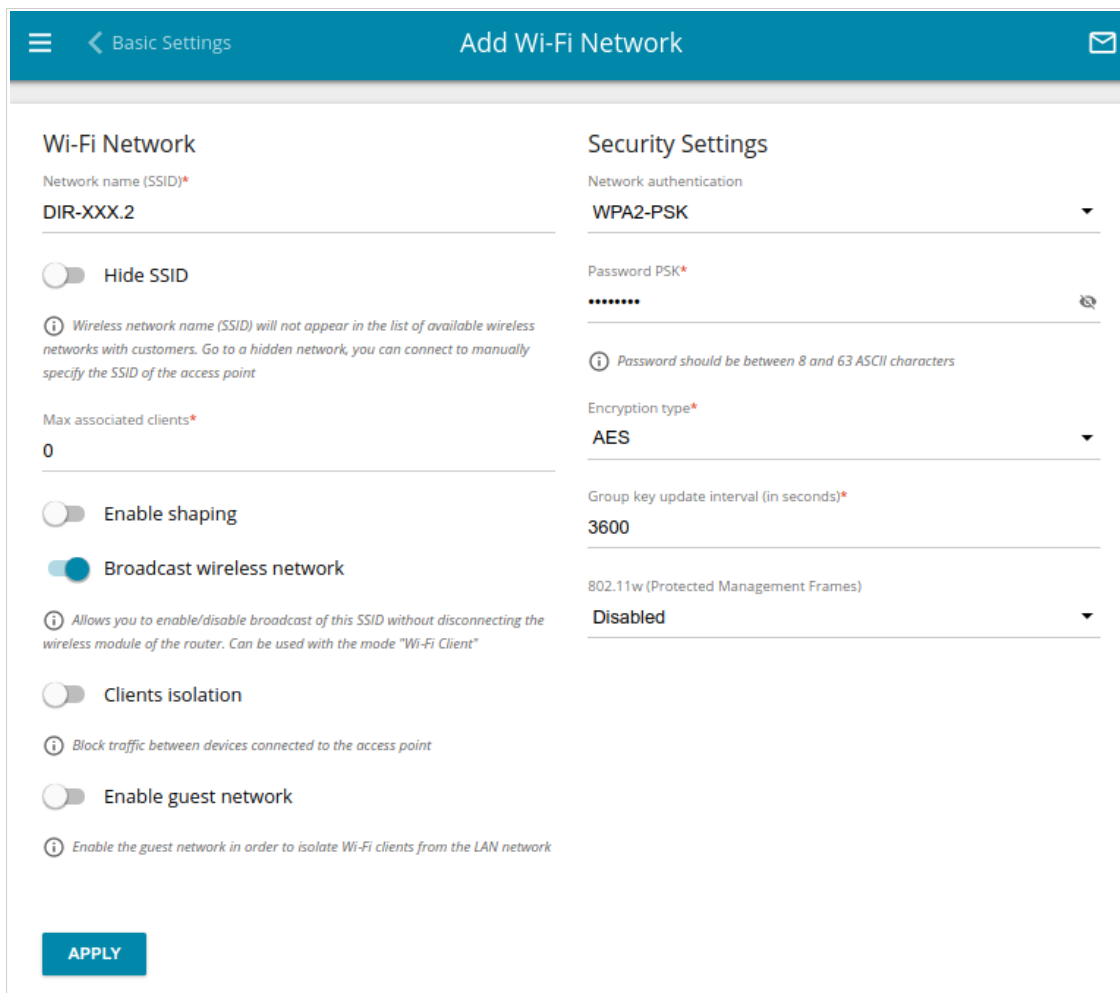 Basic Settings
Add Wi-Fi Network
Wi-Fi Network
Network name (SSID)*
DIR-XXX.2
Hide SSID
Wireless network name (SSID) will not appear in the list of available wireless
networks with customers. Go to a hidden network, you can connect to manually
specify the SSID of the access point
Max associated clients*
0
Enable shaping
Broadcast wireless network
Allows you to enable/disable broadcast of this SSID without disconnecting the
wireless module of the router. Can be used with the mode "Wi-Fi Client"
Clients isolation
Block traffic between devices connected to the access point
Enable guest network
Enable the guest network in order to isolate Wi-Fi clients from the LAN network
APPLY
Security Settings
Network authentication
WPA2-PSK
Password PSK*
••••••••
Password should be between 8 and 63 ASCII characters
Encryption type*
AES
Group key update interval (in seconds)*
3600
802.11w (Protected Management Frames)
Disabled